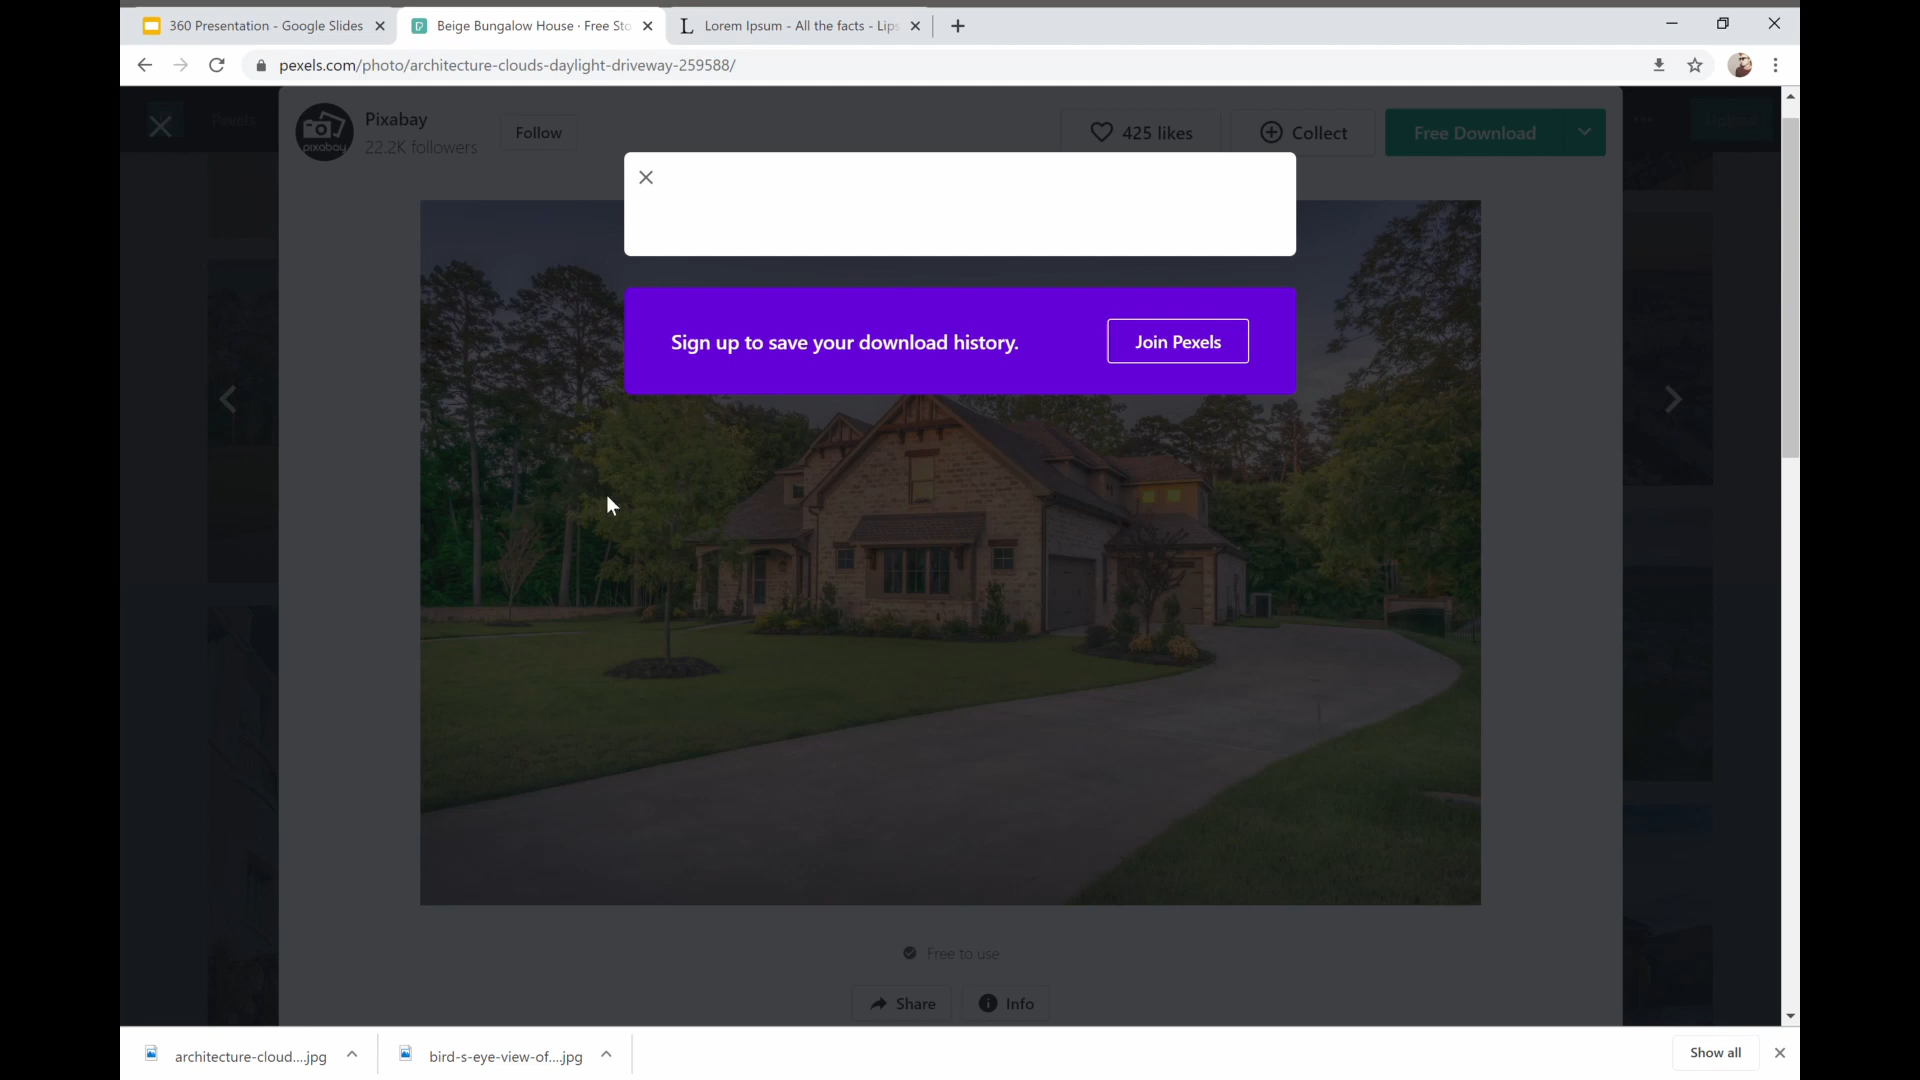 360 Presentation - Google Slides
Beige Bungalow House · Free Sto
Lorem Ipsum - All the facts - Lips
pexels.com/photo/architecture-clouds-daylight-driveway-259588/
Pexels
Pixabay
22.2K followers
pixabay
Follow
425 likes
Collect
Free Download
Upload
Sign up to save your download history.
Join Pexels
Free to use
Share
Info
architecture-cloud....jpg
bird-s-eye-view-of....jpg
Show all